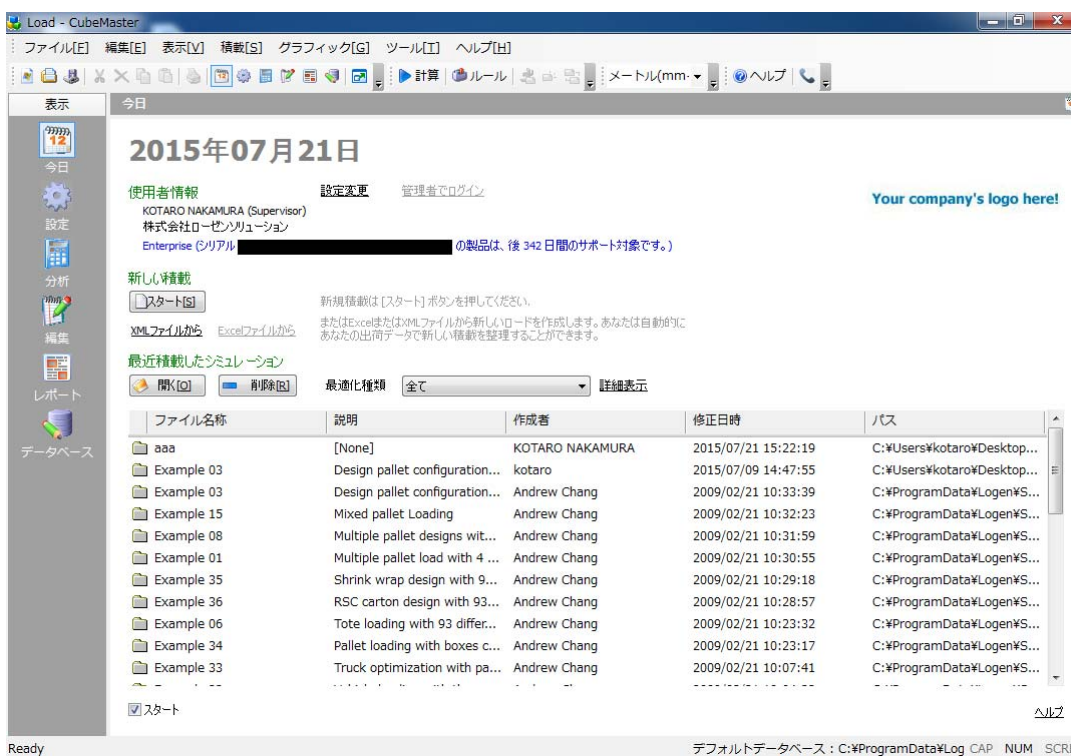 Load - CubeMaster
ファイル[F] 編集[E] 表示[V] 積載[S] グラフィック[G] ツール[T] ヘルプ[H]
計算 ルール メートル(mm- ヘルプ
表示 今日
今日
設定
分析
編集
レポート
データベース
2015年07月21日
使用者情報 設定変更 管理者でログイン
KOTARO NAKAMURA (Supervisor)
株式会社ローゼンソリューション
Your company's logo here!
Enterprise (シリアル の製品は、後 342 日間のサポート対象です。)
新しい積載
スタート[S] 新規積載は [スタート] ボタンを押してください.
XMLファイルから Excelファイルから またはExcelまたはXMLファイルから新しいロードを作成します。あなたは自動的に
あなたの出荷データで新しい積載を整理することができます。
最近積載したシミュレーション
開く[O] 削除[R] 最適化種類 全て 詳細表示
ファイル名称 説明 作成者 修正日時 パス
aaa [None] KOTARO NAKAMURA 2015/07/21 15:22:19 C:¥Users¥kotaro¥Desktop...
Example 03 Design pallet configuration... kotaro 2015/07/09 14:47:55 C:¥Users¥kotaro¥Desktop...
Example 03 Design pallet configuration... Andrew Chang 2009/02/21 10:33:39 C:¥ProgramData¥Logen¥S...
Example 15 Mixed pallet Loading Andrew Chang 2009/02/21 10:32:23 C:¥ProgramData¥Logen¥S...
Example 08 Multiple pallet designs wit... Andrew Chang 2009/02/21 10:31:59 C:¥ProgramData¥Logen¥S...
Example 01 Multiple pallet load with 4 ... Andrew Chang 2009/02/21 10:30:55 C:¥ProgramData¥Logen¥S...
Example 35 Shrink wrap design with 9... Andrew Chang 2009/02/21 10:29:18 C:¥ProgramData¥Logen¥S...
Example 36 RSC carton design with 93... Andrew Chang 2009/02/21 10:28:57 C:¥ProgramData¥Logen¥S...
Example 06 Tote loading with 93 differ... Andrew Chang 2009/02/21 10:23:32 C:¥ProgramData¥Logen¥S...
Example 34 Pallet loading with boxes c... Andrew Chang 2009/02/21 10:23:17 C:¥ProgramData¥Logen¥S...
Example 33 Truck optimization with pa... Andrew Chang 2009/02/21 10:07:41 C:¥ProgramData¥Logen¥S...
スタート ヘルプ
Ready デフォルトデータベース : C:¥ProgramData¥Log CAP NUM SCR